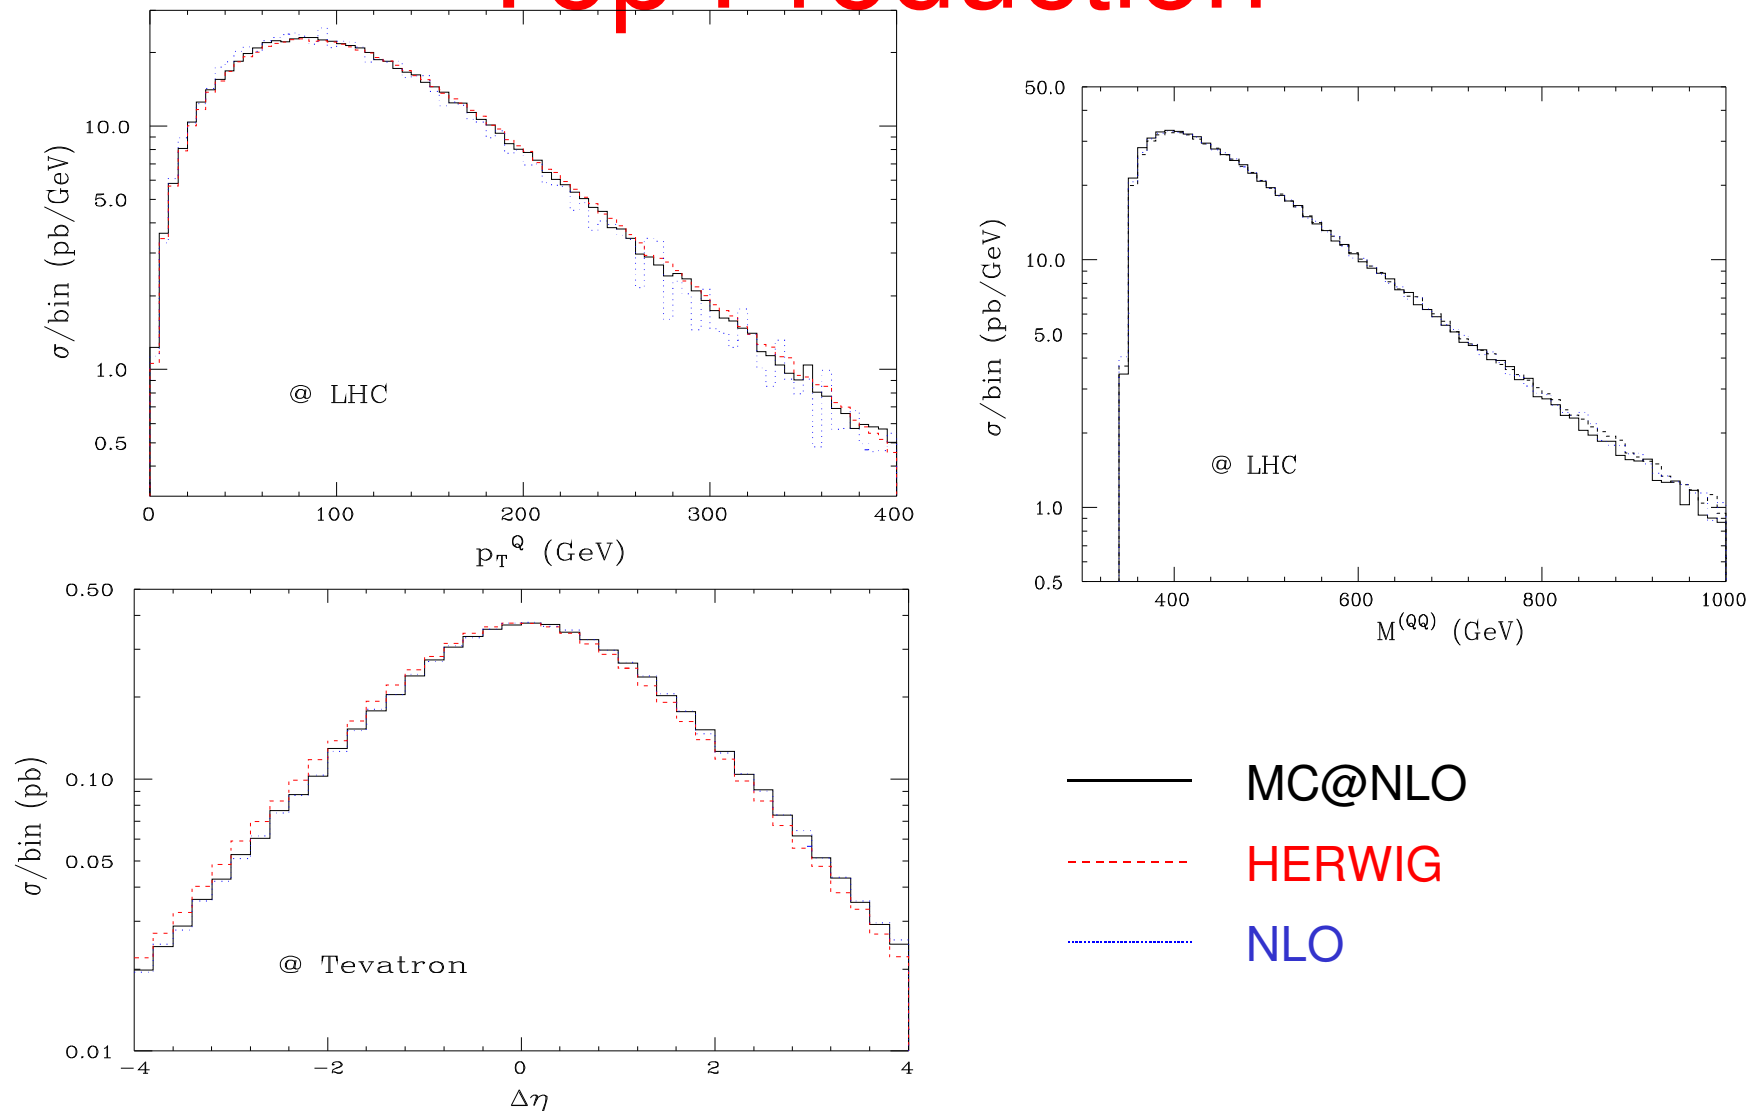 Top Production
10.0
5.0
1.0
0.5
σ/bin (pb/GeV)
@ LHC
0 100 200 300 400
p_T^Q (GeV)
50.0
10.0
5.0
1.0
0.5
σ/bin (pb/GeV)
@ LHC
400 600 800 1000
M^(QQ) (GeV)
0.50
0.10
0.05
0.01
σ/bin (pb)
@ Tevatron
−4 −2 0 2 4
Δη
MC@NLO
HERWIG
NLO